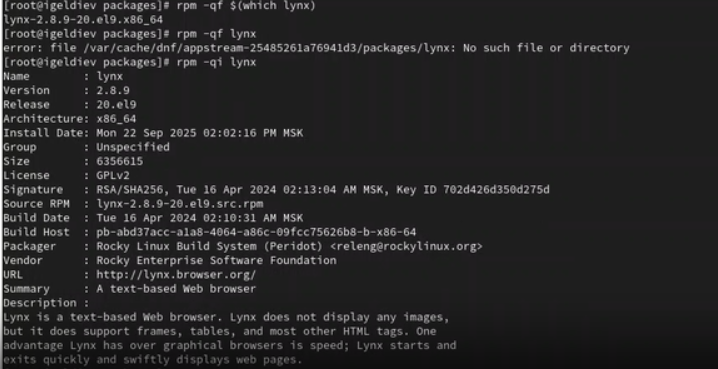 [root@igeldiev packages]# rpm -qf $(which lynx)
lynx-2.8.9-20.el9.x86_64
[root@igeldiev packages]# rpm -qf lynx
error: file /var/cache/dnf/appstream-25485261a76941d3/packages/lynx: No such file or directory
[root@igeldiev packages]# rpm -qi lynx
Name        : lynx
Version     : 2.8.9
Release     : 20.el9
Architecture: x86_64
Install Date: Mon 22 Sep 2025 02:02:16 PM MSK
Group       : Unspecified
Size        : 6356615
License     : GPLv2
Signature   : RSA/SHA256, Tue 16 Apr 2024 02:13:04 AM MSK, Key ID 702d426d350d275d
Source RPM  : lynx-2.8.9-20.el9.src.rpm
Build Date  : Tue 16 Apr 2024 02:10:31 AM MSK
Build Host  : pb-abd37acc-a1a8-4064-a86c-09fcc75626b8-b-x86-64
Packager    : Rocky Linux Build System (Peridot) <releng@rockylinux.org>
Vendor      : Rocky Enterprise Software Foundation
URL         : http://lynx.browser.org/
Summary     : A text-based Web browser
Description :
Lynx is a text-based Web browser. Lynx does not display any images,
but it does support frames, tables, and most other HTML tags. One
advantage Lynx has over graphical browsers is speed; Lynx starts and
exits quickly and swiftly displays web pages.